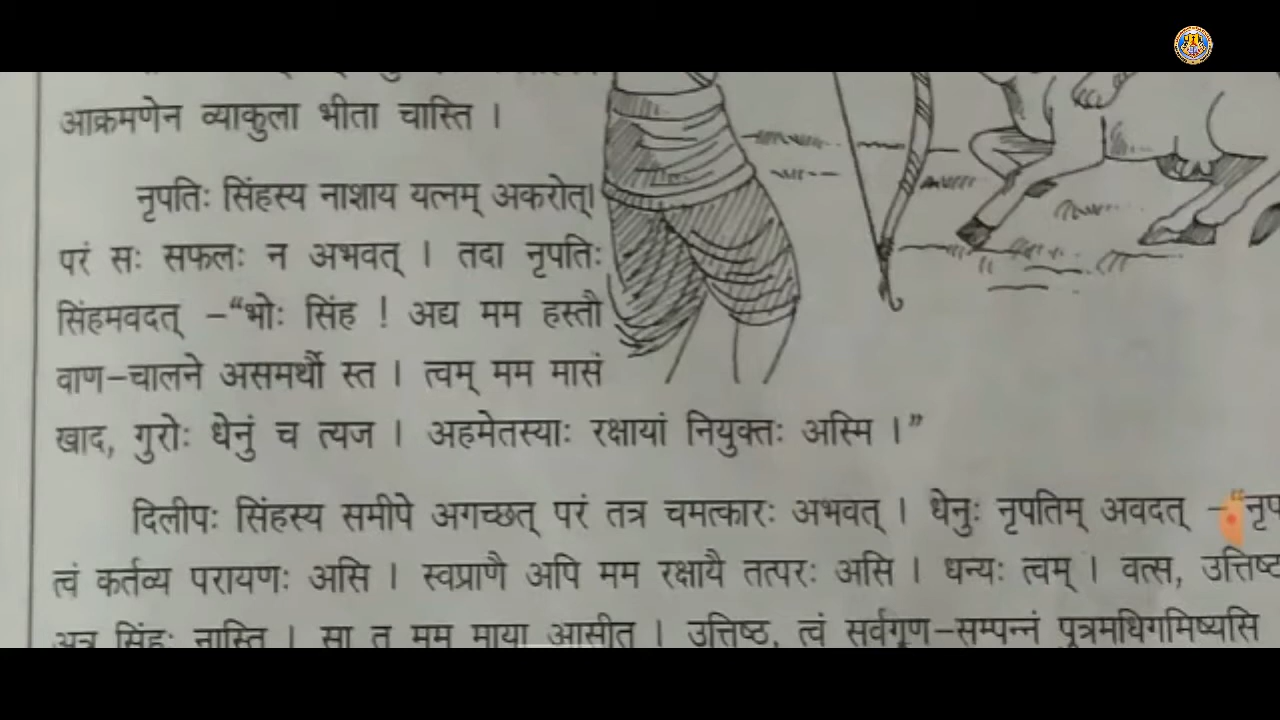 आक्रमणेन व्याकुला भीता चास्ति ।
नृपतिः सिंहस्य नाशाय यत्नम् अकरोत्।
परं सः सफलः न अभवत् । तदा नृपतिः
सिंहमवदत् –“भोः सिंह ! अद्य मम हस्तौ
वाण–चालने असमर्थौ स्त । त्वम् मम मासं
खाद, गुरोः धेनुं च त्यज । अहमेतस्याः रक्षायां नियुक्तः अस्मि ।”
दिलीपः सिंहस्य समीपे अगच्छत् परं तत्र चमत्कारः अभवत् । धेनुः नृपतिम् अवदत् –“नृप
त्वं कर्तव्य परायणः असि । स्वप्राणै अपि मम रक्षायै तत्परः असि । धन्यः त्वम् । वत्स, उत्तिष्ट
अत्र सिंहः नास्ति । सा तु मम माया आसीत् । उत्तिष्ठ, त्वं सर्वगूण–सम्पन्नं पुत्रमधिगमिष्यसि